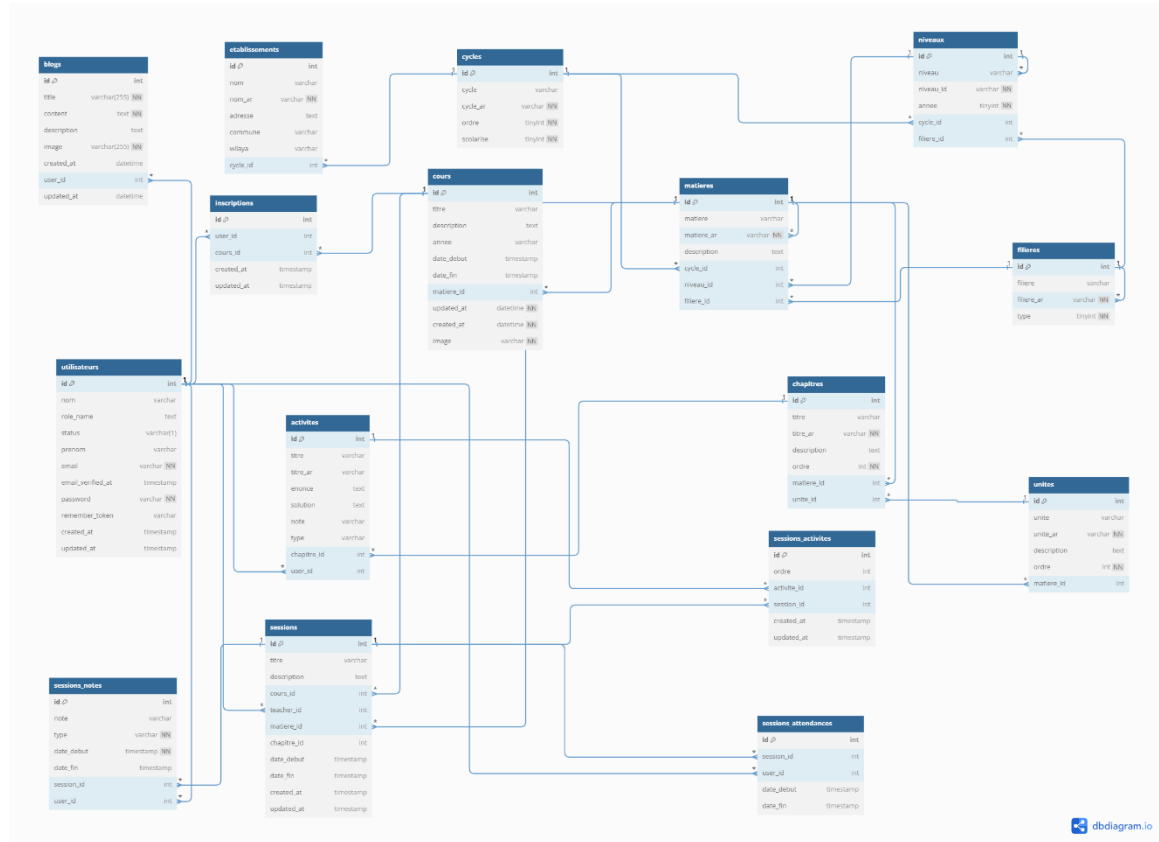 blogs
id int
title varchar(255) NN
content text NN
description text
image varchar(255) NN
created_at datetime
user_id int
updated_at datetime
etablissements
id int
nom varchar
nom_ar varchar NN
adresse text
commune varchar
wilaya varchar
cycle_id int
cycles
id int
cycle varchar
cycle_ar varchar NN
ordre tinyint NN
scolarise tinyint NN
niveaux
id int
niveau varchar
niveau_id varchar NN
annee tinyint NN
cycle_id int
filiere_id int
inscriptions
id int
user_id int
cours_id int
created_at timestamp
updated_at timestamp
cours
id int
titre varchar
description text
annee varchar
date_debut timestamp
date_fin timestamp
matiere_id int
updated_at datetime NN
created_at datetime NN
image varchar NN
matieres
id int
matiere varchar
matiere_ar varchar NN
description text
cycle_id int
niveau_id int
filiere_id int
filieres
id int
filiere varchar
filiere_ar varchar NN
type tinyint NN
utilisateurs
id int
nom varchar
role_name text
status varchar(1)
prenom varchar
email varchar NN
email_verified_at timestamp
password varchar NN
remember_token varchar
created_at timestamp
updated_at timestamp
activites
id int
titre varchar
titre_ar varchar
enonce text
solution text
note varchar
type varchar
chapitre_id int
user_id int
chapitres
id int
titre varchar
titre_ar varchar NN
description text
ordre int NN
matiere_id int
unite_id int
unites
id int
unite varchar
unite_ar varchar NN
description text
ordre int NN
matiere_id int
sessions_activites
id int
ordre int
activite_id int
session_id int
created_at timestamp
updated_at timestamp
sessions
id int
titre varchar
description text
cours_id int
teacher_id int
matiere_id int
chapitre_id int
date_debut timestamp
date_fin timestamp
created_at timestamp
updated_at timestamp
sessions_notes
id int
note varchar
type varchar NN
date_debut timestamp NN
date_fin timestamp
session_id int
user_id int
sessions_attendances
id int
session_id int
user_id int
date_debut timestamp
date_fin timestamp
dbdiagram.io